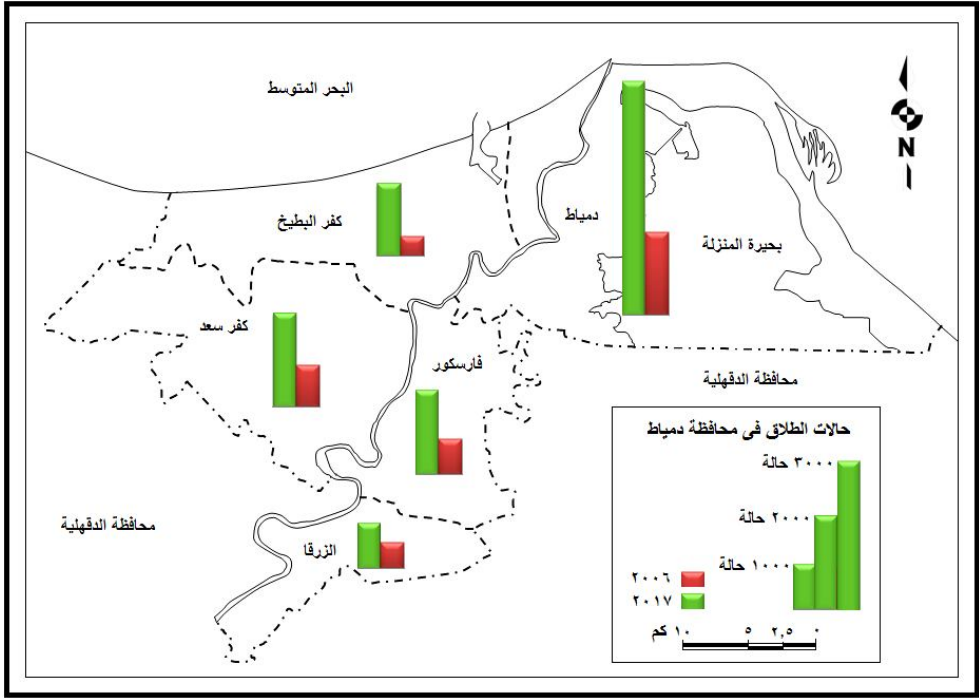 البحر المتوسط
N
دمياط
كفر البطيخ
بحيرة المنزلة
كفر سعد
فارسكور
محافظة الدقهلية
محافظة الدقهلية
الزرقا
حالات الطلاق فى محافظة دمياط
٣٠٠٠ حالة
٢٠٠٠ حالة
١٠٠٠ حالة
٢٠٠٦
٢٠١٧
٠ ٢,٥ ٥ ١٠ كم